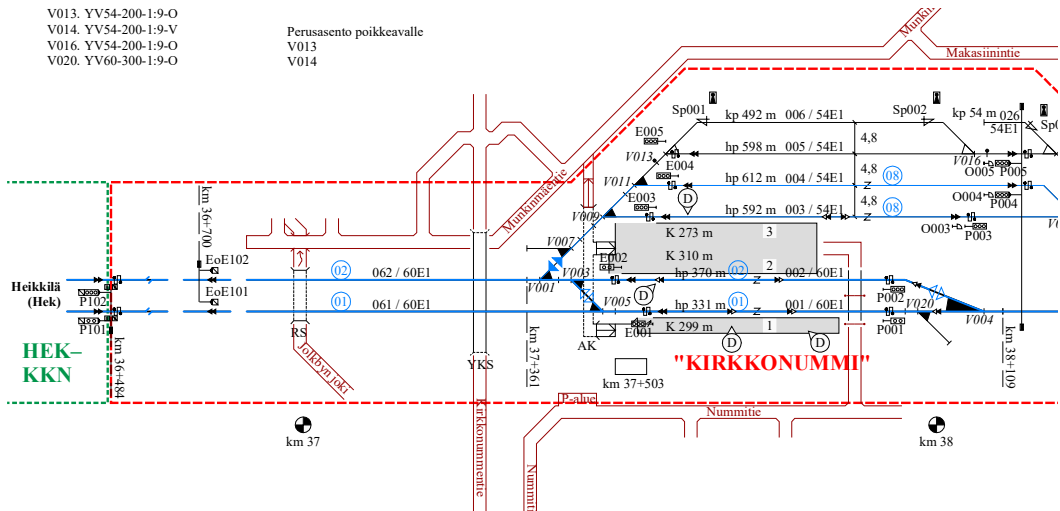 V013. YV54-200-1:9-O
V014. YV54-200-1:9-V
V016. YV54-200-1:9-O
V020. YV60-300-1:9-O
Perusasento poikkeavalle
V013
V014
Makasiinintie
Munkinmäentie
Sp001
kp 492 m 006 / 54E1
Sp002
kp 54 m 026
54E1
E005
V013
hp 598 m 005 / 54E1
4,8
V016
O005
P005
E004
V011
hp 612 m 004 / 54E1
4,8
08
O004
P004
E003
D
V009
hp 592 m 003 / 54E1
08
O003
P003
km 36+700
K 273 m 3
K 310 m
2
V007
E002
EoE102
02
062 / 60E1
V001
V003
hp 370 m
02
002 / 60E1
Heikkilä
(Hek)
P102
EoE101
D
P002
V020
01
061 / 60E1
V005
hp 331 m
01
001 / 60E1
V004
P101
RS
YKS
AK
E001
K 299 m
1
D
D
P001
HEK–
KKN
km 36+484
Jolkbyn joki
km 37+361
"KIRKKONUMMI"
km 38+109
km 37+503
P-alue
Nummitie
km 37
Kirkkonummentie
km 38